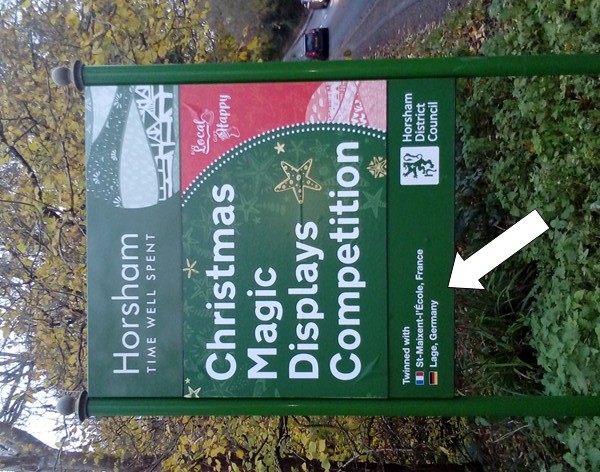 Horsham
TIME WELL SPENT
Local
Happy
Christmas
Magic
Displays
Competition
Twinned with
St-Maixent-l'École, France
Lage, Germany
Horsham
District
Council